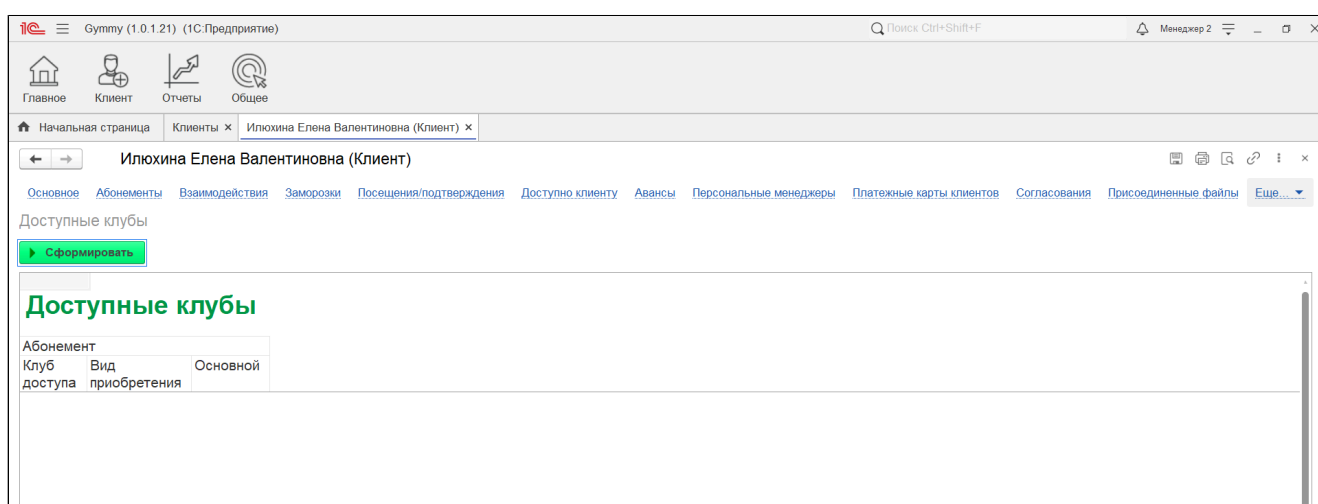 1С Gymmy (1.0.1.21) (1С:Предприятие) Поиск Ctrl+Shift+F Менеджер 2
Главное Клиент Отчеты Общее
Начальная страница Клиенты × Илюхина Елена Валентиновна (Клиент) ×
Илюхина Елена Валентиновна (Клиент)
Основное Абонементы Взаимодействия Заморозки Посещения/подтверждения Доступно клиенту Авансы Персональные менеджеры Платежные карты клиентов Согласования Присоединенные файлы Еще...
Доступные клубы
Сформировать
Доступные клубы
Абонемент
Клуб Вид Основной
доступа приобретения